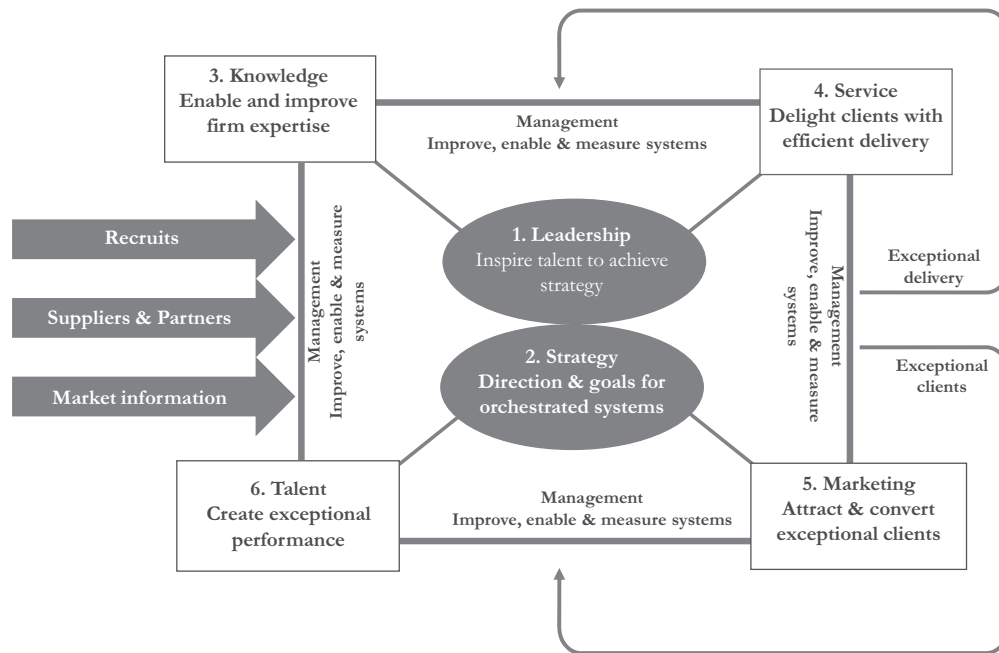 3. Knowledge
Enable and improve
firm expertise
4. Service
Delight clients with
efficient delivery
Management
Improve, enable & measure systems
Recruits
Suppliers & Partners
Market information
Management
Improve, enable & measure
systems
1. Leadership
Inspire talent to achieve
strategy
2. Strategy
Direction & goals for
orchestrated systems
Management
Improve, enable & measure
systems
Exceptional
delivery
Exceptional
clients
6. Talent
Create exceptional
performance
Management
Improve, enable & measure systems
5. Marketing
Attract & convert
exceptional clients